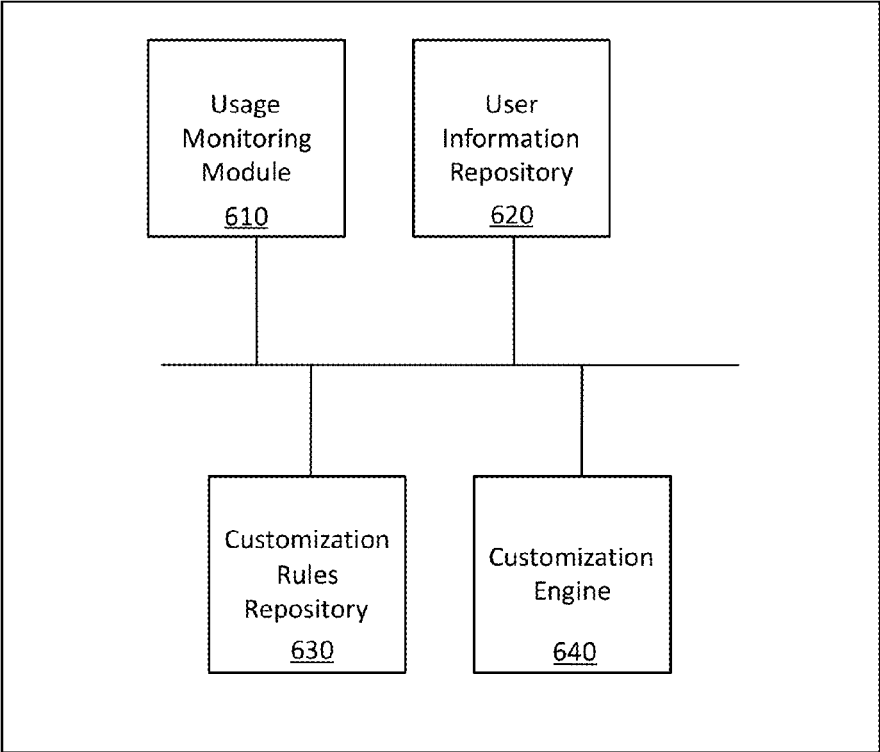 Usage
Monitoring
Module
610
User
Information
Repository
620
Customization
Rules
Repository
630
Customization
Engine
640